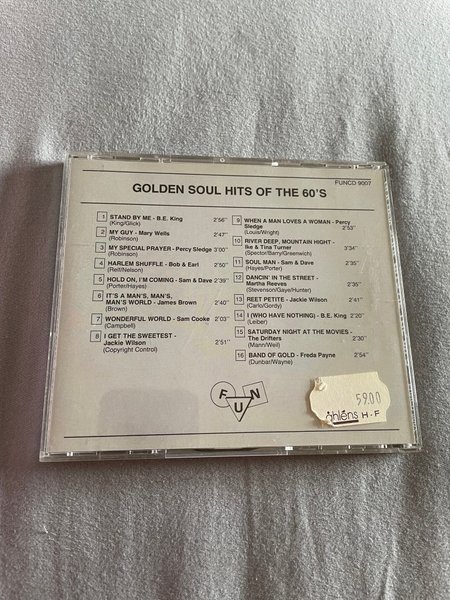 FUNCD 9007
GOLDEN SOUL HITS OF THE 60'S
1 STAND BY ME - B.E. King 2'56"
(King/Glick)
2 MY GUY - Mary Wells 2'47"
(Robinson)
3 MY SPECIAL PRAYER - Percy Sledge 3'00"
(Robinson)
4 HARLEM SHUFFLE - Bob & Earl 2'50"
(Relf/Nelson)
5 HOLD ON, I'M COMING - Sam & Dave 2'39"
(Porter/Hayes)
6 IT'S A MAN'S, MAN'S,
MAN'S WORLD - James Brown 2'40"
(Brown)
7 WONDERFUL WORLD - Sam Cooke 2'03"
(Campbell)
8 I GET THE SWEETEST -
Jackie Wilson 2'51"
(Copyright Control)
9 WHEN A MAN LOVES A WOMAN - Percy
Sledge 2'53"
(Louis/Wright)
10 RIVER DEEP, MOUNTAIN HIGH -
Ike & Tina Turner 3'34"
(Spector/Barry/Greenwich)
11 SOUL MAN - Sam & Dave 2'35"
(Hayes/Porter)
12 DANCIN' IN THE STREET -
Martha Reeves 2'36"
(Stevenson/Gaye/Hunter)
13 REET PETITE - Jackie Wilson 2'41"
(Carlo/Gordy)
14 I (WHO HAVE NOTHING) - B.E. King 2'20"
(Leiber)
15 SATURDAY NIGHT AT THE MOVIES -
The Drifters 2'30"
(Mann/Weil)
16 BAND OF GOLD - Freda Payne 2'54"
(Dunbar/Wayne)
FUN
59.00
åhléns H-F